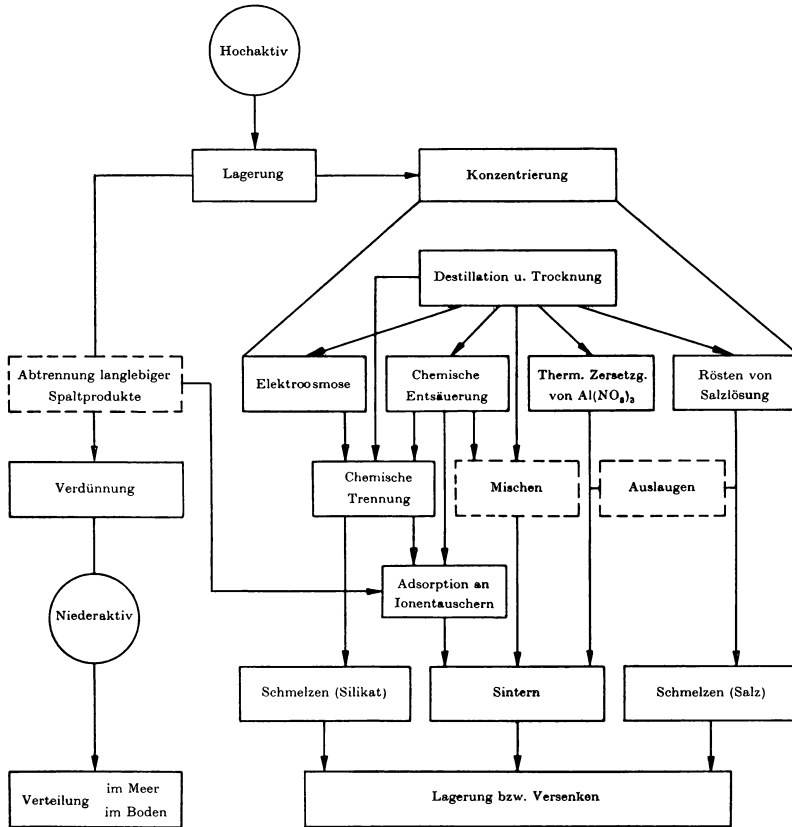 Hochaktiv
Lagerung
Konzentrierung
Destillation u. Trocknung
Abtrennung langlebiger
Spaltprodukte
Elektroosmose
Chemische
Entsäuerung
Therm. Zersetzg.
von Al(NO₃)₃
Rösten von
Salzlösung
Verdünnung
Chemische
Trennung
Mischen
Auslaugen
Niederaktiv
Adsorption an
Ionentauschern
Schmelzen (Silikat)
Sintern
Schmelzen (Salz)
Verteilung
im Meer
im Boden
Lagerung bzw. Versenken